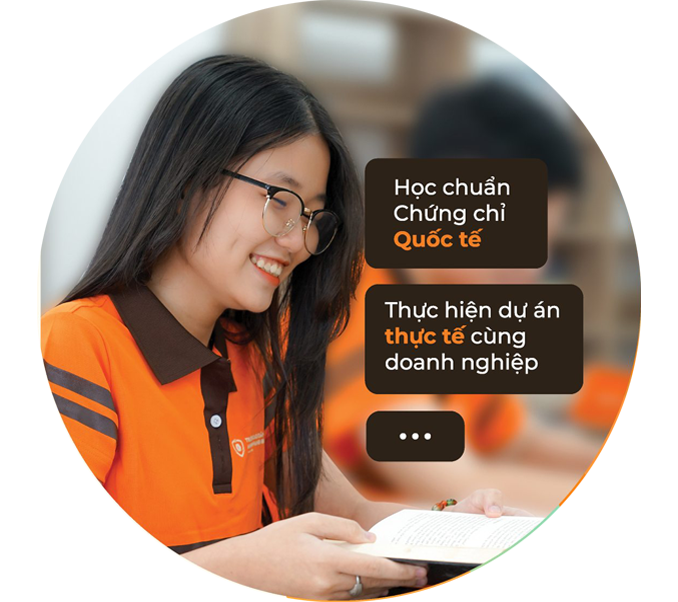 Học chuẩn
Chứng chỉ
Quốc tế
Thực hiện dự án
thực tế cùng
doanh nghiệp
...